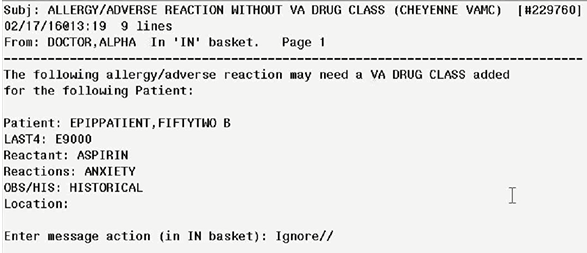 Subj: ALLERGY/ADVERSE REACTION WITHOUT VA DRUG CLASS (CHEYENNE VAMC) [#229760]
02/17/16@13:19 9 lines
From: DOCTOR,ALPHA In 'IN' basket. Page 1
-------------------------------------------------------------------------------
The following allergy/adverse reaction may need a VA DRUG CLASS added
for the following Patient:
Patient: EPIPPATIENT,FIFTYTWO B
LAST4: E9000
Reactant: ASPIRIN
Reactions: ANXIETY
OBS/HIS: HISTORICAL
Location:
Enter message action (in IN basket): Ignore//